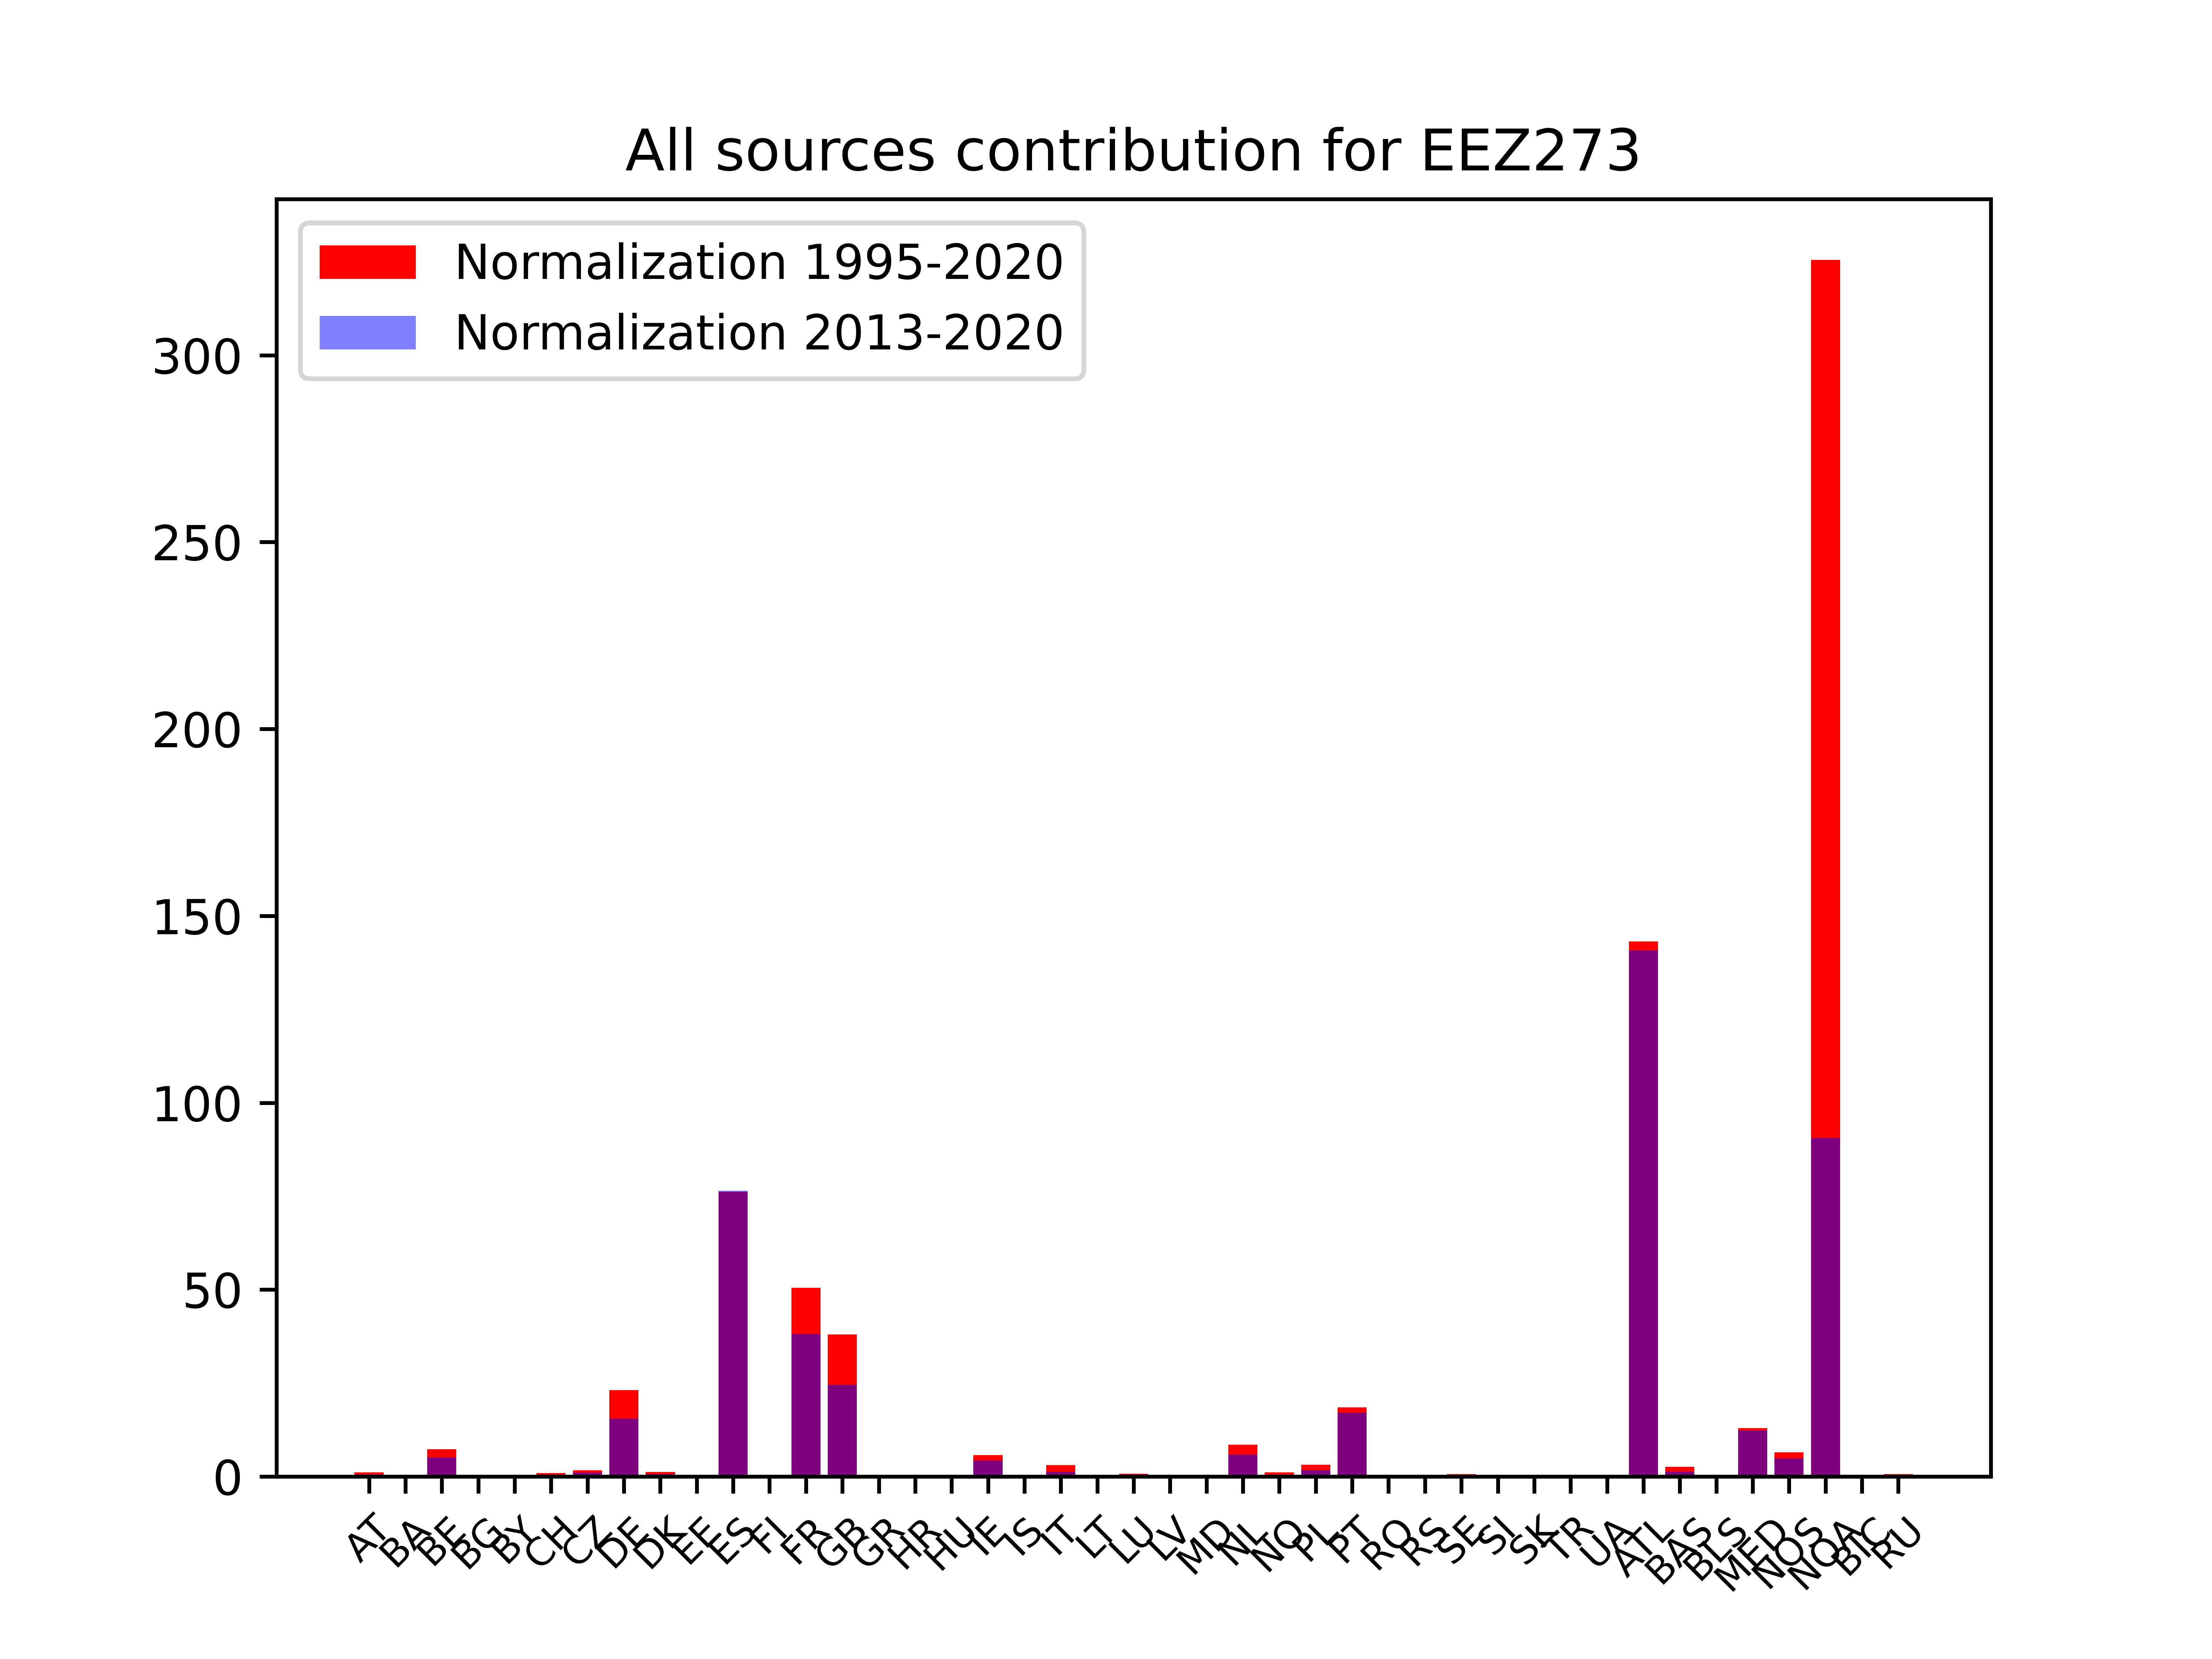 All sources contribution for EEZ273
Normalization 1995-2020
Normalization 2013-2020
300
250
200
150
100
50
0
AT
BA
BE
BG
BY
CH
CZ
DE
DK
EE
ES
FI
FR
GB
GR
HR
HU
IE
IS
IT
LT
LU
LV
MD
NL
NO
PL
PT
RO
RS
SE
SI
SK
TR
UA
ATL
BAS
BLS
MED
NOS
NOA
BIC
RU